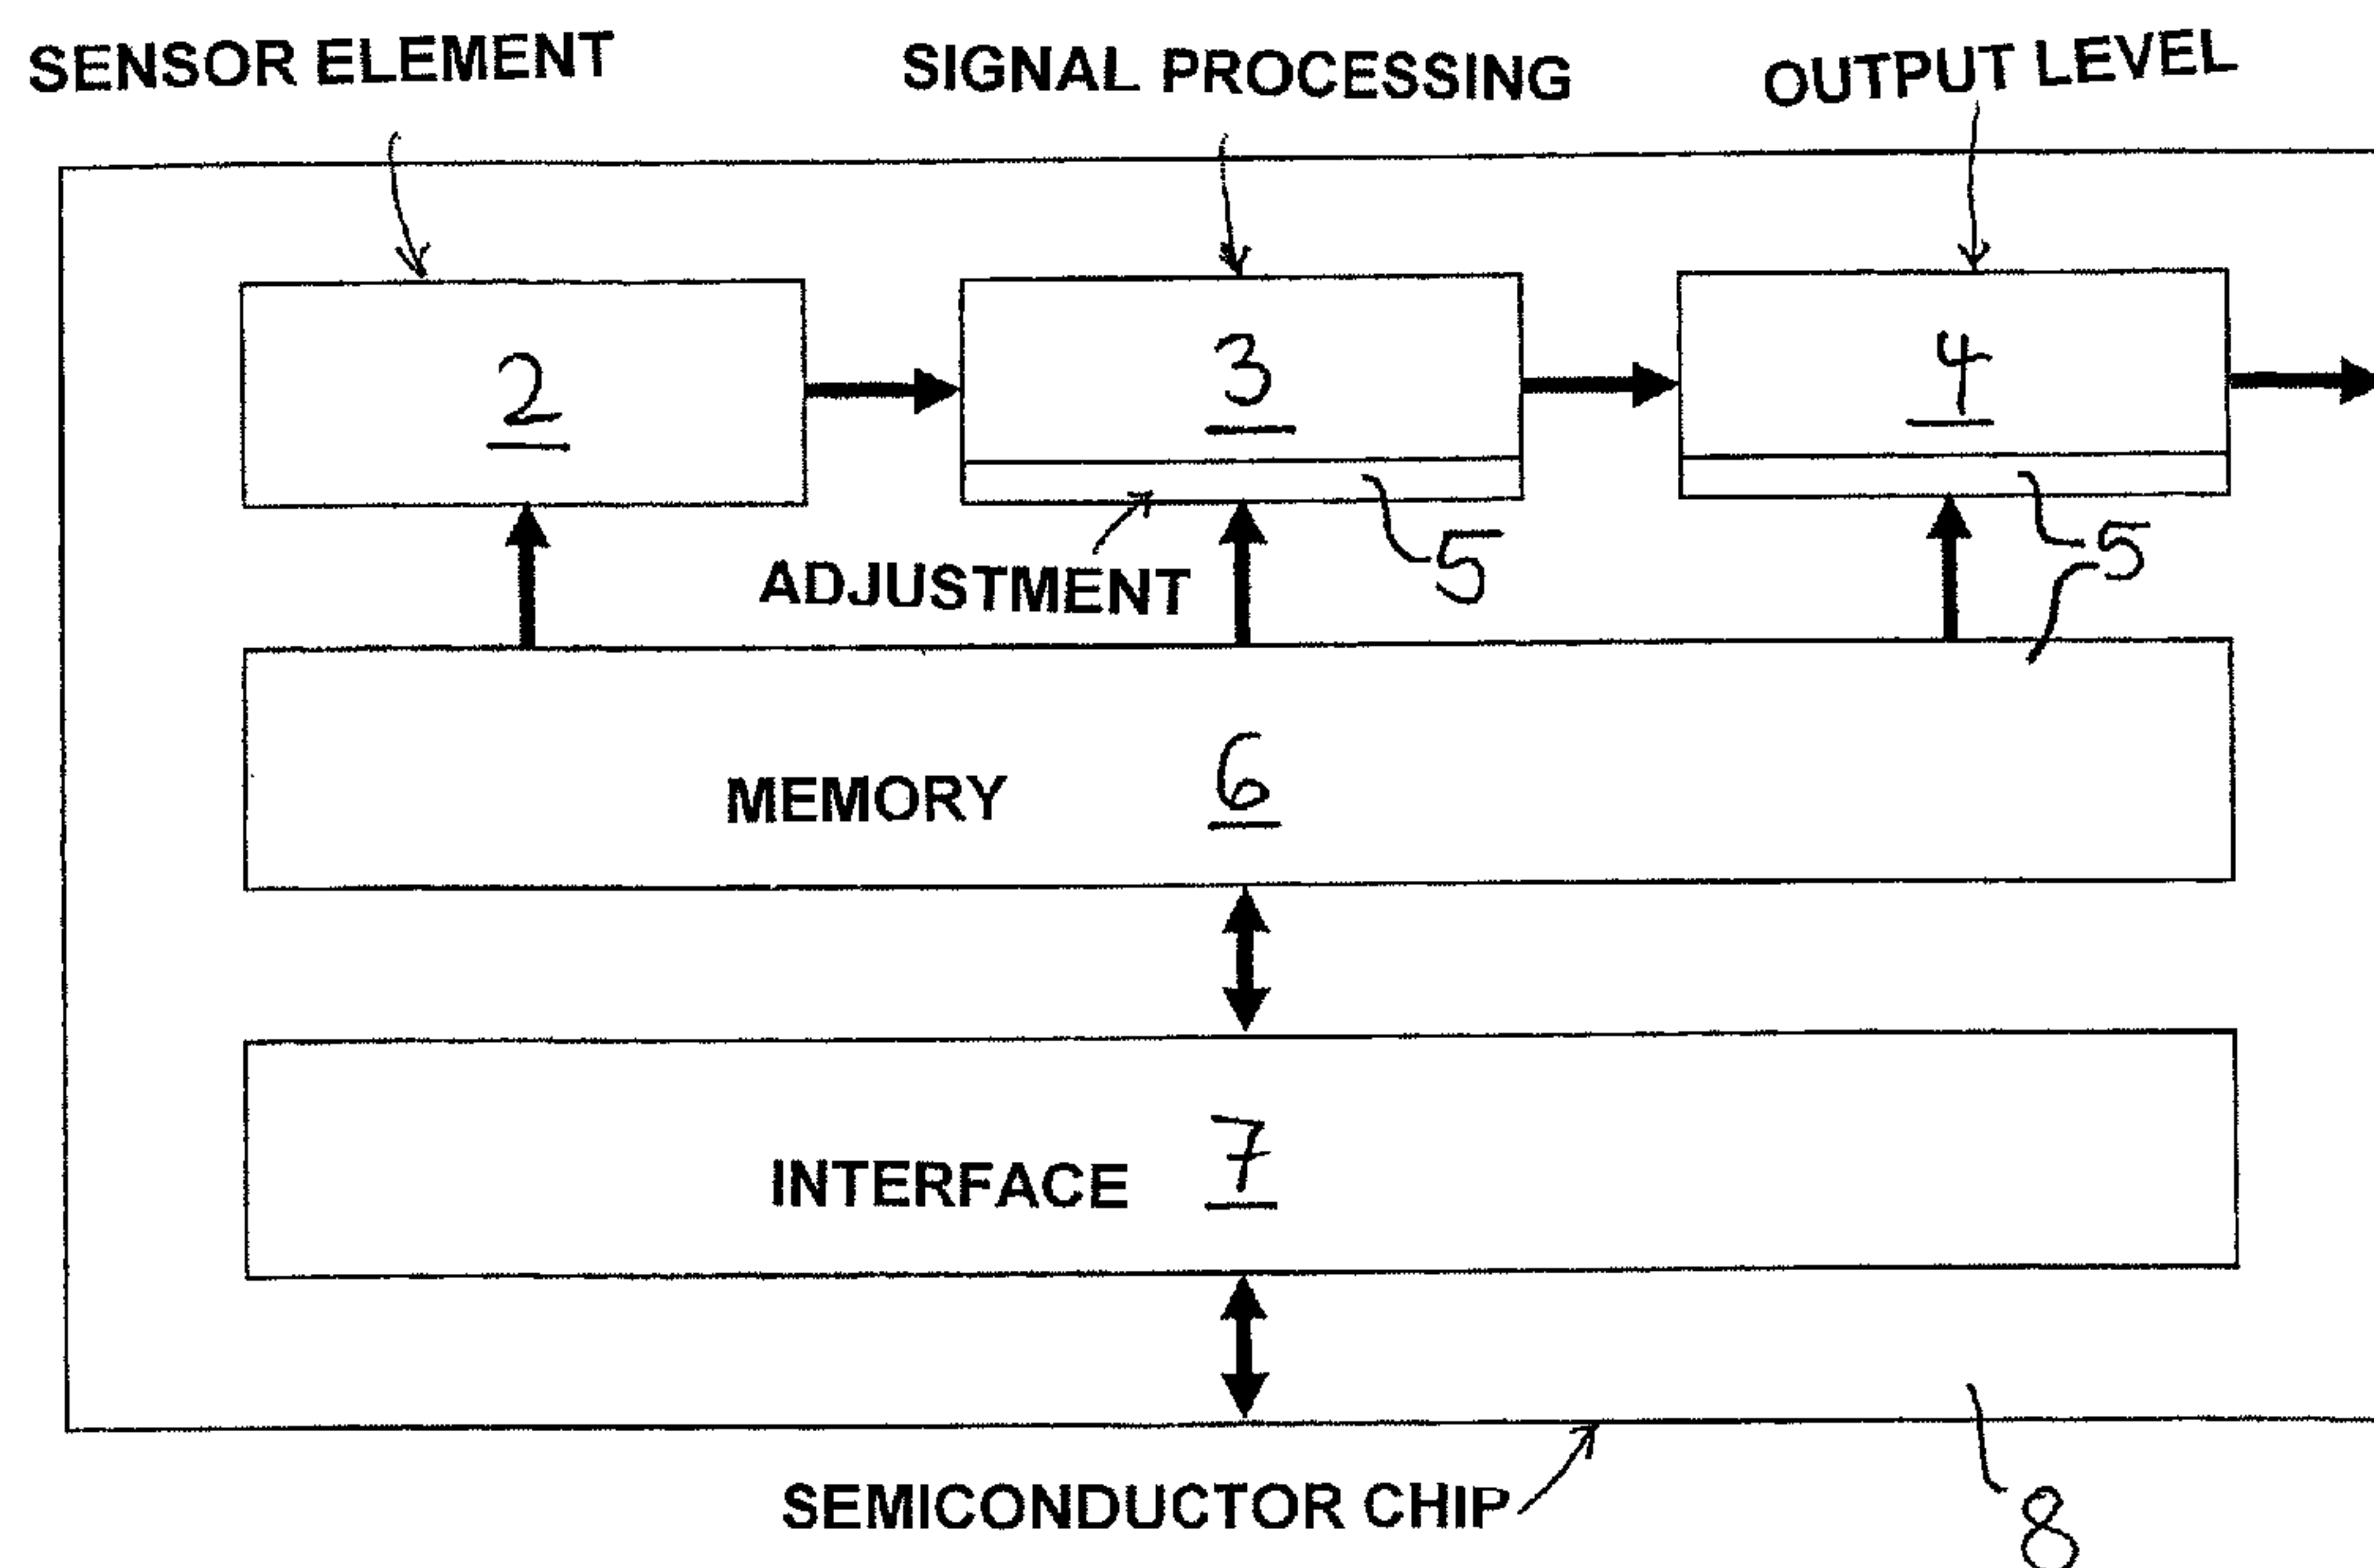 SENSOR ELEMENT
SIGNAL PROCESSING
OUTPUT LEVEL
2
3
4
ADJUSTMENT
5
5
MEMORY 6
INTERFACE 7
SEMICONDUCTOR CHIP
8